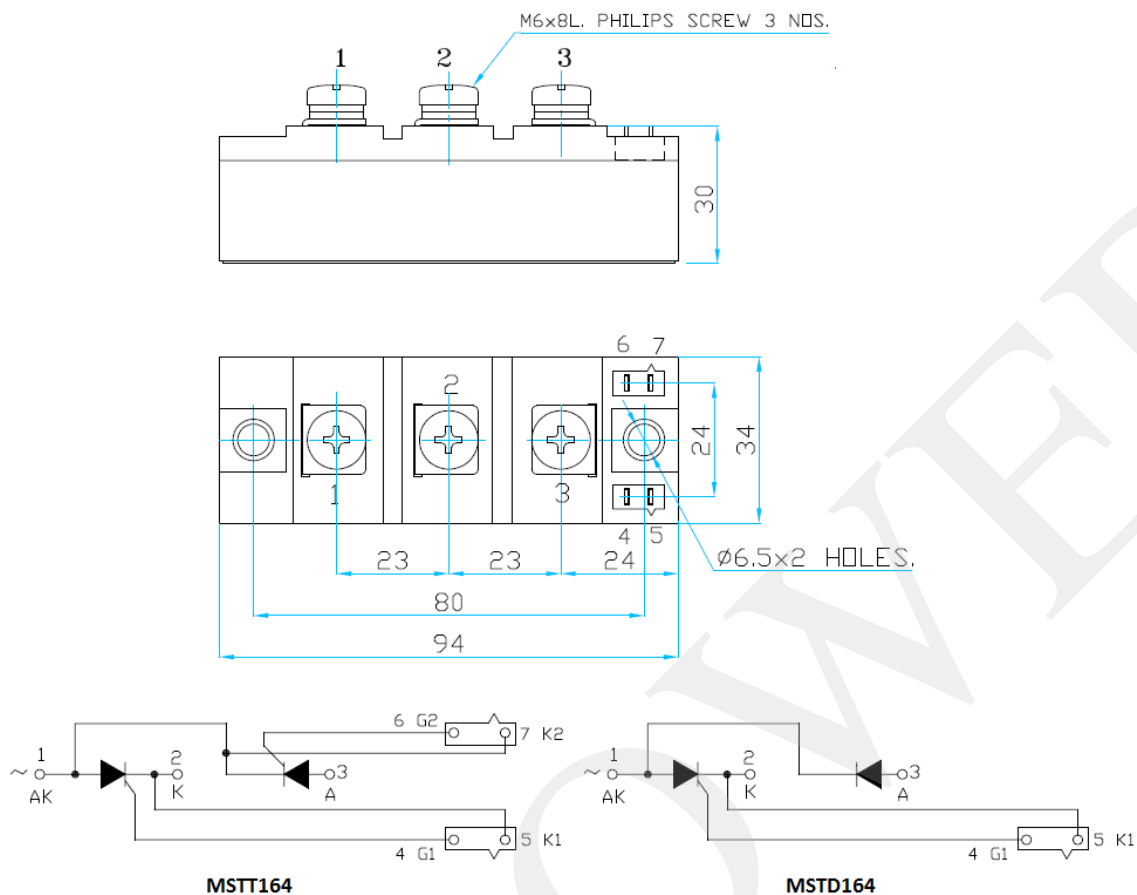 M6x8L. PHILIPS SCREW 3 NOS.
1 2 3
30
6 7
2
1 3
24
34
4 5
23 23 24
Ø6.5x2 HOLES.
80
94
6 G2 7 K2
1 2 3
~ AK K A
4 G1 5 K1
MSTT164
1 2 3
~ AK K A
4 G1 5 K1
MSTD164
OWE